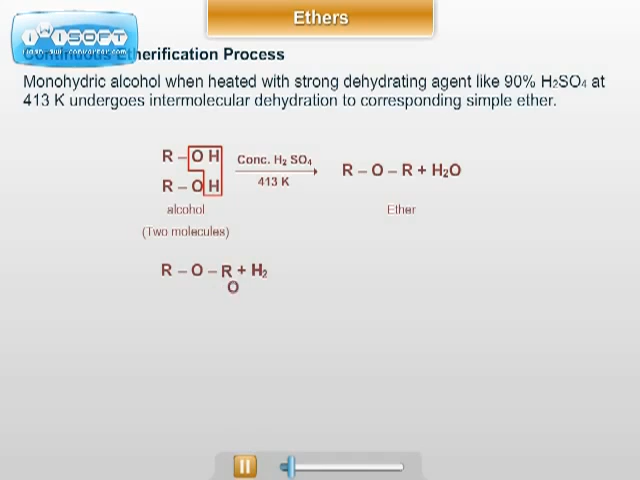 Ethers
iWiSOFT
Continuous Etherification Process
Monohydric alcohol when heated with strong dehydrating agent like 90% H₂SO₄ at
413 K undergoes intermolecular dehydration to corresponding simple ether.
R – O H
Conc. H₂ SO₄
R – O – R + H₂O
413 K
R – O H
alcohol
Ether
(Two molecules)
R – O – R + H₂
O